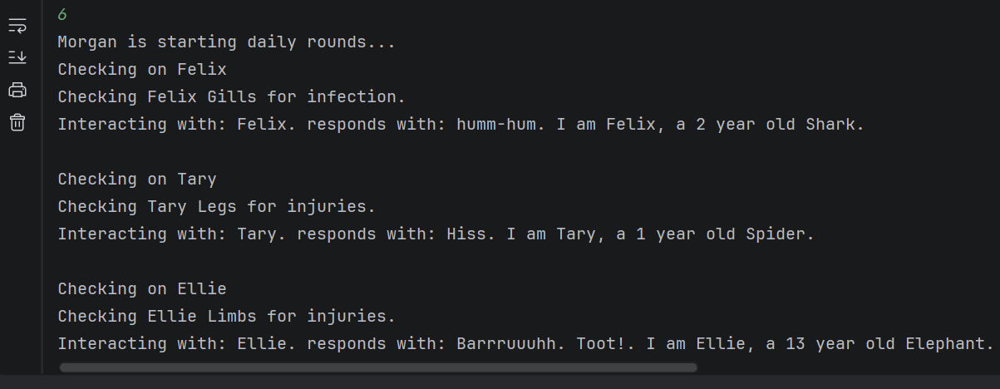 6
Morgan is starting daily rounds...
Checking on Felix
Checking Felix Gills for infection.
Interacting with: Felix. responds with: humm-hum. I am Felix, a 2 year old Shark.
Checking on Tary
Checking Tary Legs for injuries.
Interacting with: Tary. responds with: Hiss. I am Tary, a 1 year old Spider.
Checking on Ellie
Checking Ellie Limbs for injuries.
Interacting with: Ellie. responds with: Barrruuuhh. Toot!. I am Ellie, a 13 year old Elephant.